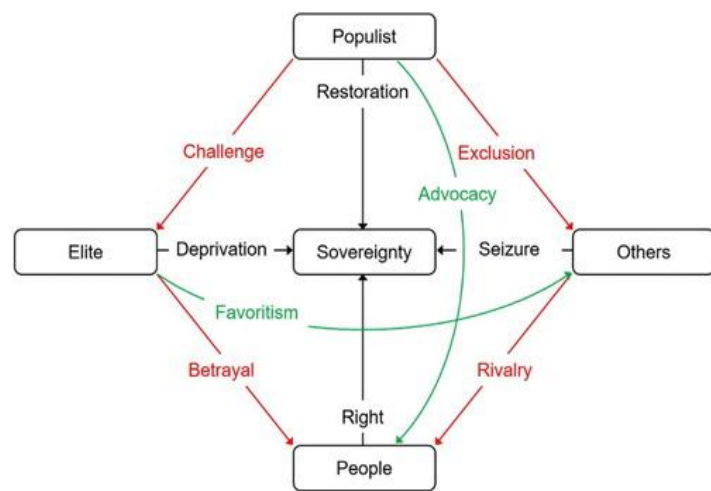 Populist
Restoration
Challenge
Exclusion
Advocacy
Elite
Deprivation
Sovereignty
Seizure
Others
Favoritism
Betrayal
Rivalry
Right
People